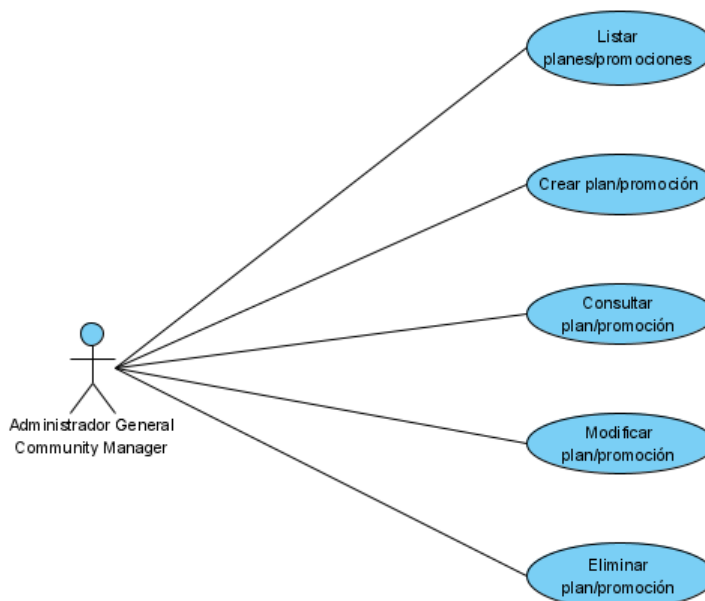 Listar
planes/promociones
Crear plan/promoción
Consultar
plan/promoción
Administrador General
Community Manager
Modificar
plan/promoción
Eliminar
plan/promoción